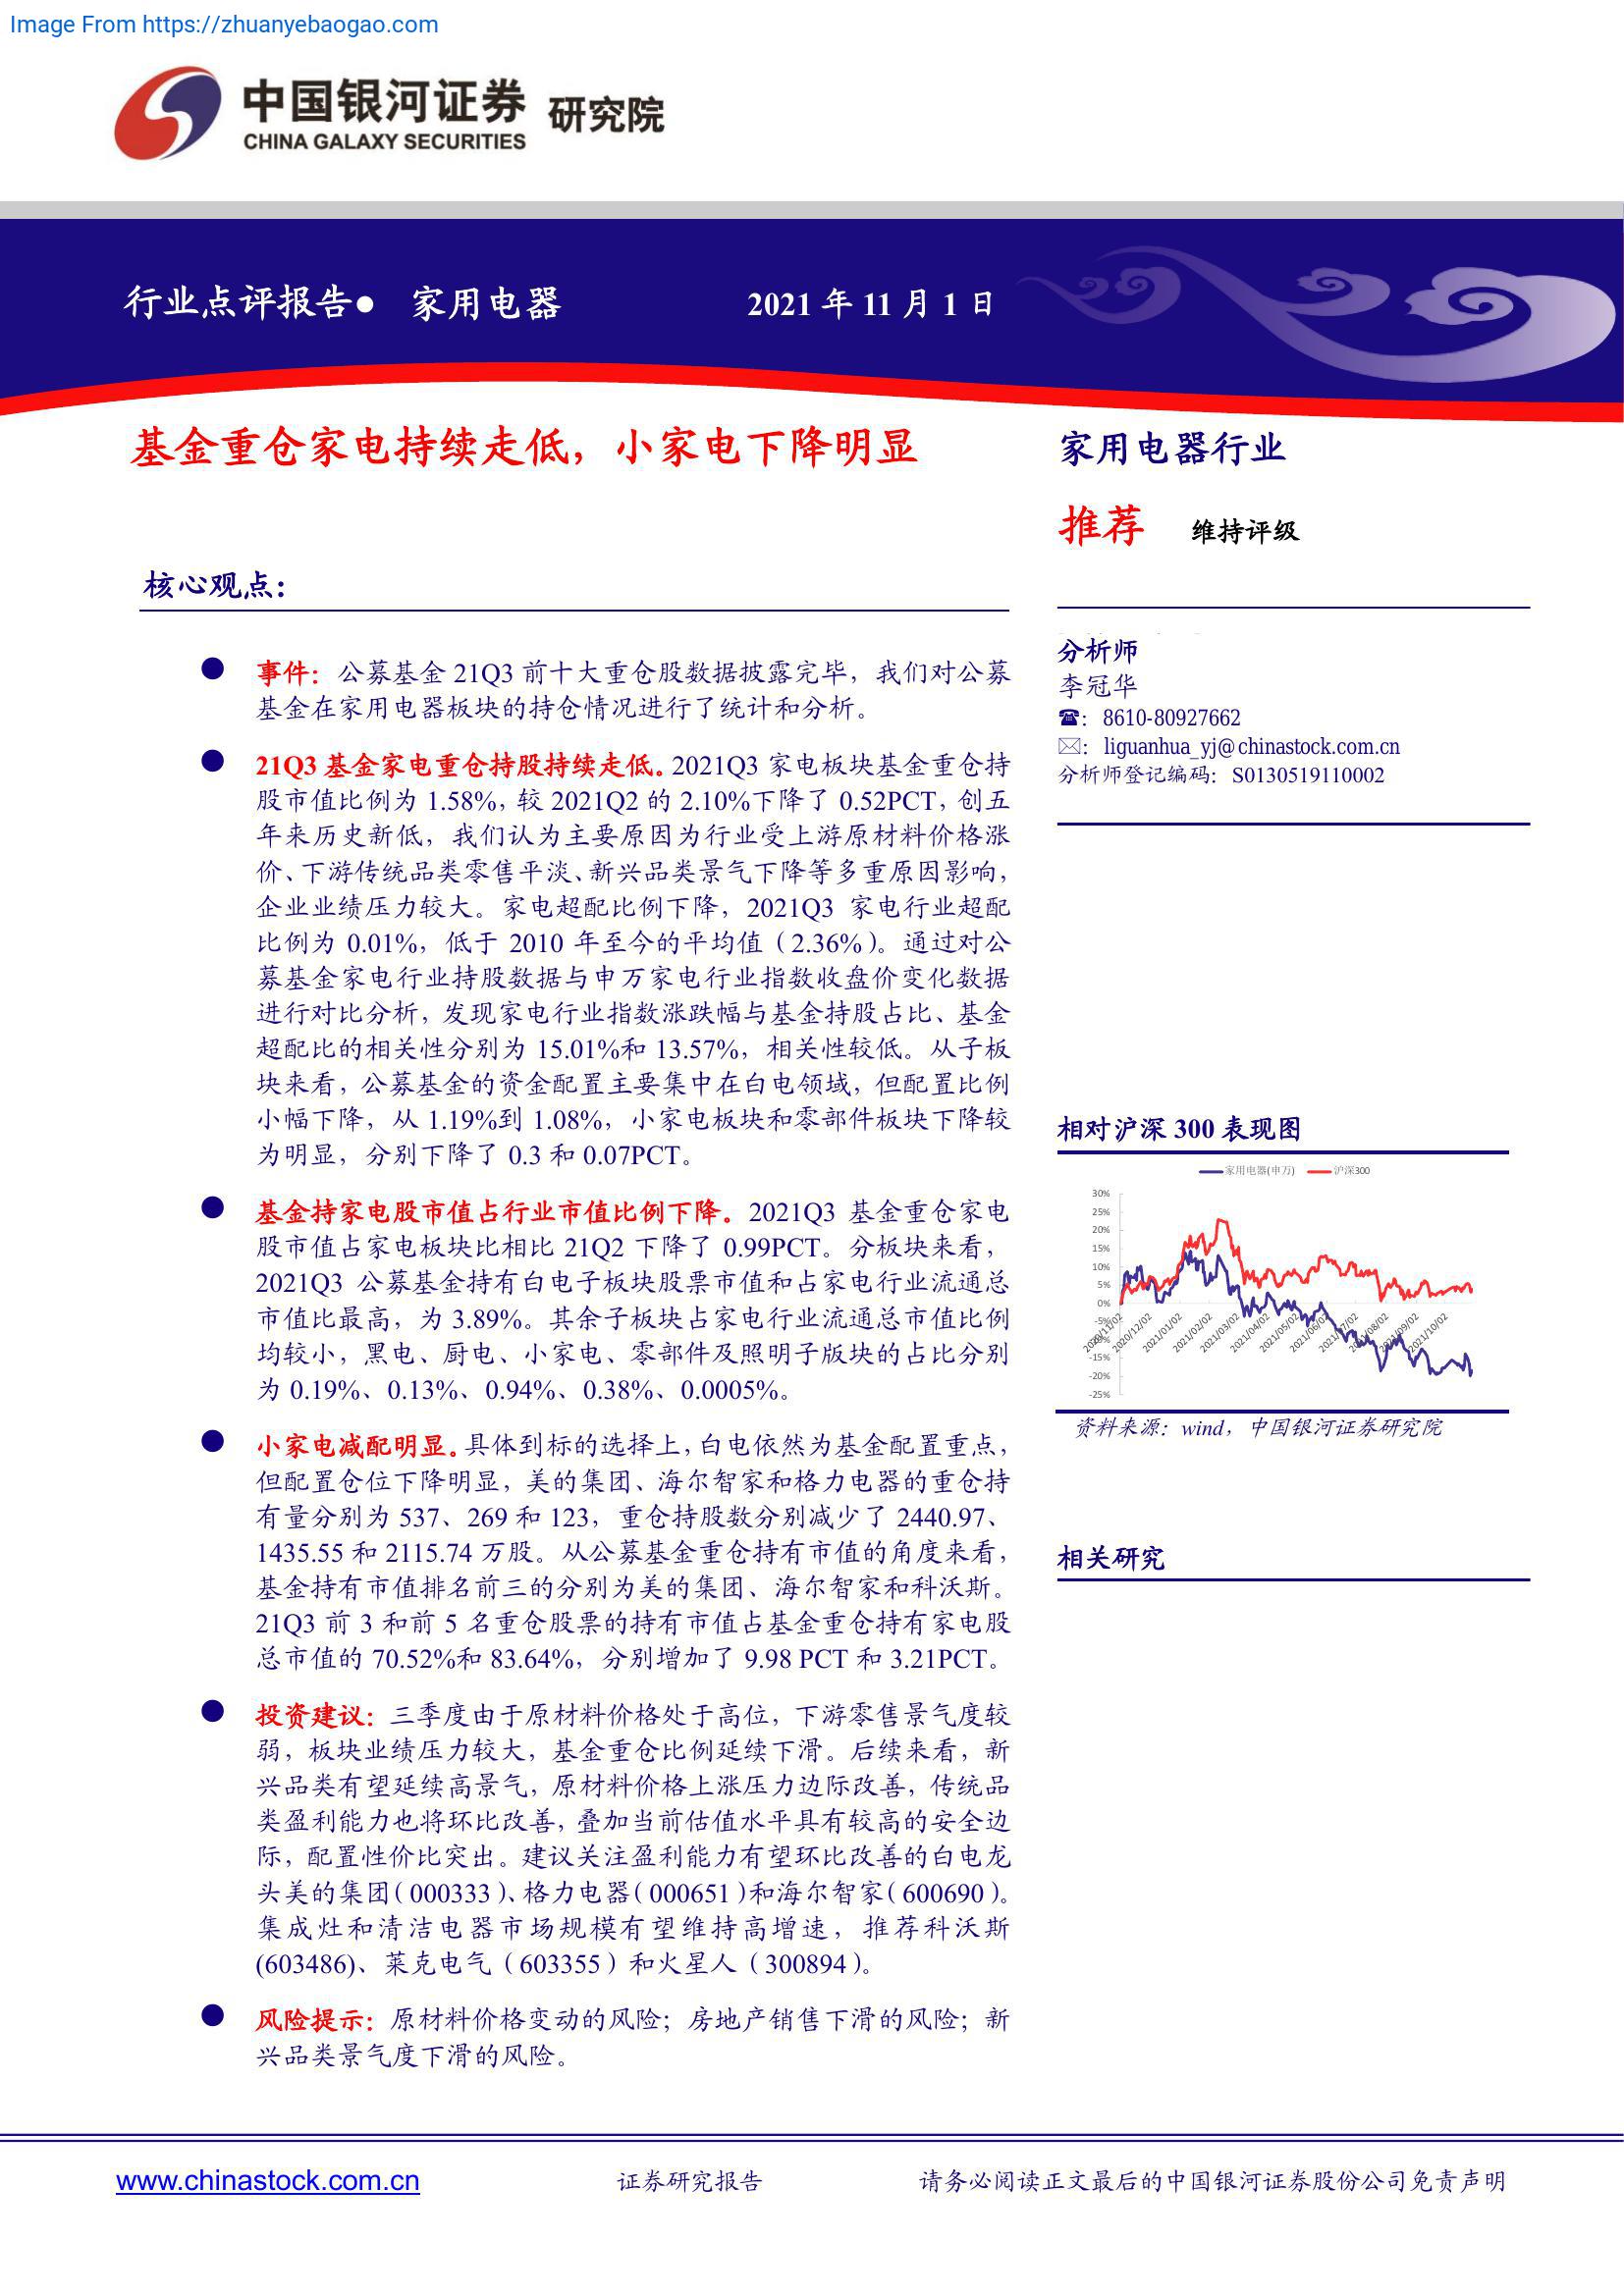 Image From https://zhuanyebaogao.com
中国银河证券 研究院
CHINA GALAXY SECURITIES
行业点评报告● 家用电器 2021 年 11 月 1 日
基金重仓家电持续走低，小家电下降明显
核心观点：
● 事件：公募基金 21Q3 前十大重仓股数据披露完毕，我们对公募
基金在家用电器板块的持仓情况进行了统计和分析。
● 21Q3 基金家电重仓持股持续走低。2021Q3 家电板块基金重仓持
股市值比例为 1.58%，较 2021Q2 的 2.10%下降了 0.52PCT，创五
年来历史新低，我们认为主要原因为行业受上游原材料价格涨
价、下游传统品类零售平淡、新兴品类景气下降等多重原因影响，
企业业绩压力较大。家电超配比例下降，2021Q3 家电行业超配
比例为 0.01%，低于 2010 年至今的平均值（2.36%）。通过对公
募基金家电行业持股数据与申万家电行业指数收盘价变化数据
进行对比分析，发现家电行业指数涨跌幅与基金持股占比、基金
超配比的相关性分别为 15.01%和 13.57%，相关性较低。从子板
块来看，公募基金的资金配置主要集中在白电领域，但配置比例
小幅下降，从 1.19%到 1.08%，小家电板块和零部件板块下降较
为明显，分别下降了 0.3 和 0.07PCT。
● 基金持家电股市值占行业市值比例下降。2021Q3 基金重仓家电
股市值占家电板块比相比 21Q2 下降了 0.99PCT。分板块来看，
2021Q3 公募基金持有白电子板块股票市值和占家电行业流通总
市值比最高，为 3.89%。其余子板块占家电行业流通总市值比例
均较小，黑电、厨电、小家电、零部件及照明子版块的占比分别
为 0.19%、0.13%、0.94%、0.38%、0.0005%。
● 小家电减配明显。具体到标的选择上，白电依然为基金配置重点，
但配置仓位下降明显，美的集团、海尔智家和格力电器的重仓持
有量分别为 537、269 和 123，重仓持股数分别减少了 2440.97、
1435.55 和 2115.74 万股。从公募基金重仓持有市值的角度来看，
基金持有市值排名前三的分别为美的集团、海尔智家和科沃斯。
21Q3 前 3 和前 5 名重仓股票的持有市值占基金重仓持有家电股
总市值的 70.52%和 83.64%，分别增加了 9.98 PCT 和 3.21PCT。
● 投资建议：三季度由于原材料价格处于高位，下游零售景气度较
弱，板块业绩压力较大，基金重仓比例延续下滑。后续来看，新
兴品类有望延续高景气，原材料价格上涨压力边际改善，传统品
类盈利能力也将环比改善，叠加当前估值水平具有较高的安全边
际，配置性价比突出。建议关注盈利能力有望环比改善的白电龙
头美的集团（000333）、格力电器（000651）和海尔智家（600690）。
集成灶和清洁电器市场规模有望维持高增速，推荐科沃斯
(603486)、莱克电气（603355）和火星人（300894）。
● 风险提示：原材料价格变动的风险；房地产销售下滑的风险；新
兴品类景气度下滑的风险。
家用电器行业
推荐 维持评级
分析师
李冠华
☎：8610-80927662
✉：liguanhua_yj@chinastock.com.cn
分析师登记编码：S0130519110002
相对沪深 300 表现图
家用电器(申万) 沪深300
30%
25%
20%
15%
10%
5%
0%
-5%
-10%
-15%
-20%
-25%
2020/11/02 2020/12/02 2021/01/02 2021/02/02 2021/03/02 2021/04/02 2021/05/02 2021/06/02 2021/07/02 2021/08/02 2021/09/02 2021/10/02
资料来源：wind，中国银河证券研究院
相关研究
www.chinastock.com.cn 证券研究报告 请务必阅读正文最后的中国银河证券股份公司免责声明